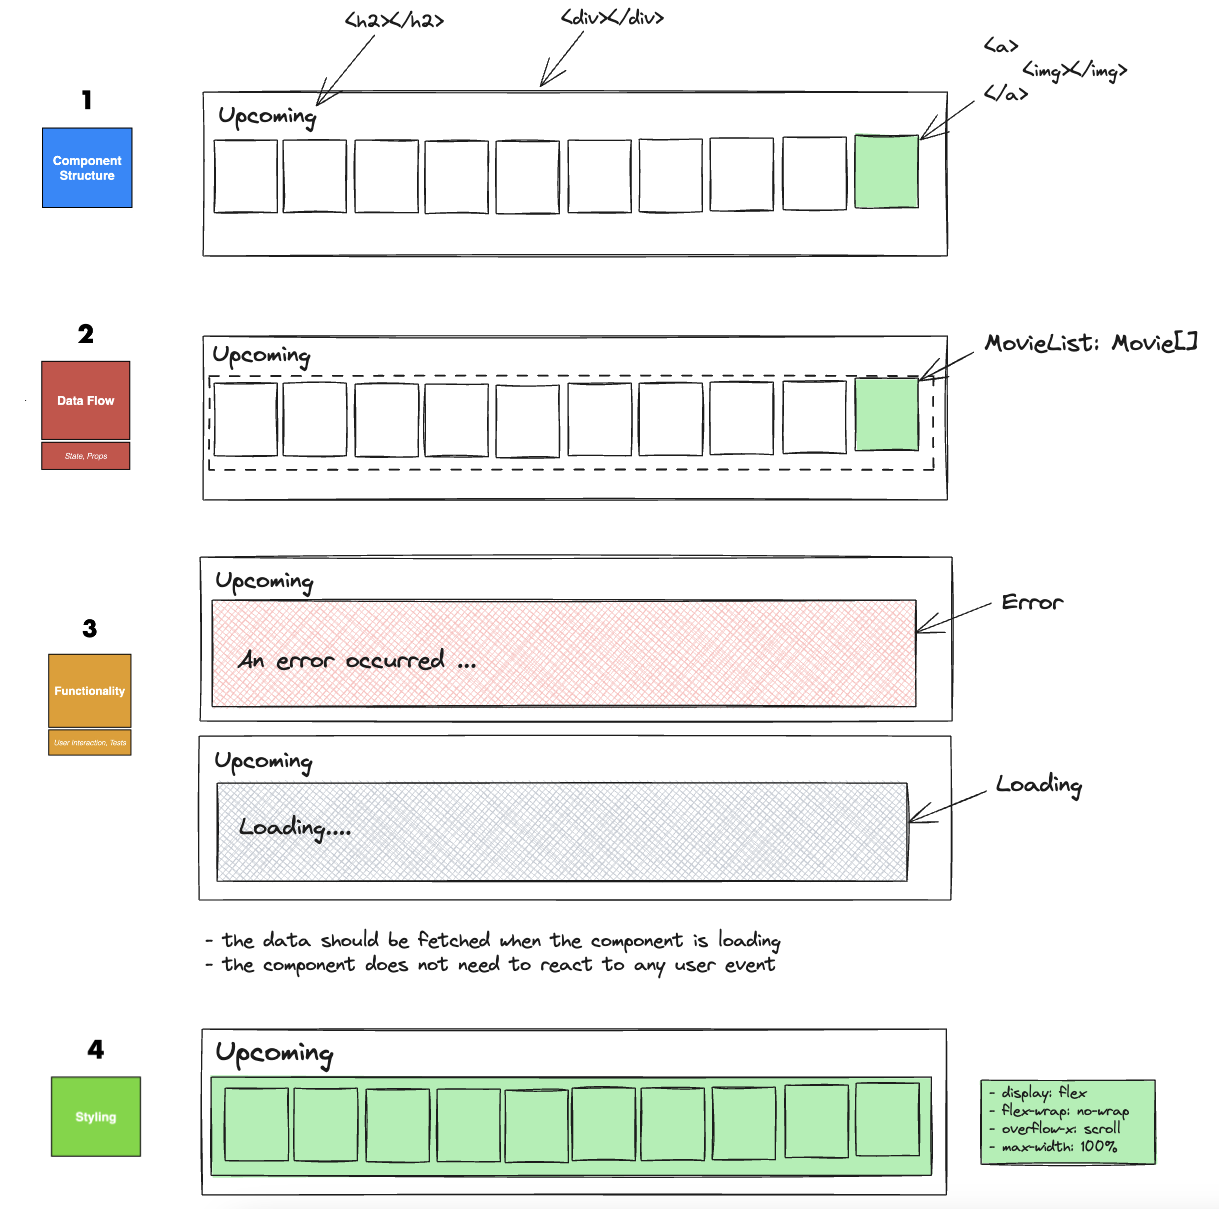 <h2></h2>
<div></div>
<a>
<img></img>
</a>
1
Component
Structure
Upcoming
2
Data Flow
State, Props
Upcoming
MovieList: Movie[]
3
Functionality
User Interaction, Tests
Upcoming
An error occurred ...
Error
Upcoming
Loading....
Loading
- the data should be fetched when the component is loading
- the component does not need to react to any user event
4
Styling
Upcoming
- display: flex
- flex-wrap: no-wrap
- overflow-x: scroll
- max-width: 100%